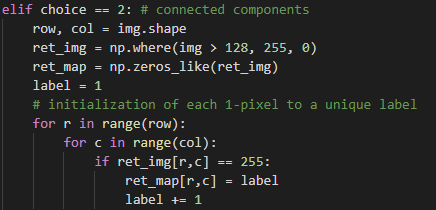 elif choice == 2: # connected components
    row, col = img.shape
    ret_img = np.where(img > 128, 255, 0)
    ret_map = np.zeros_like(ret_img)
    label = 1
    # initialization of each 1-pixel to a unique label
    for r in range(row):
        for c in range(col):
            if ret_img[r,c] == 255:
                ret_map[r,c] = label
                label += 1